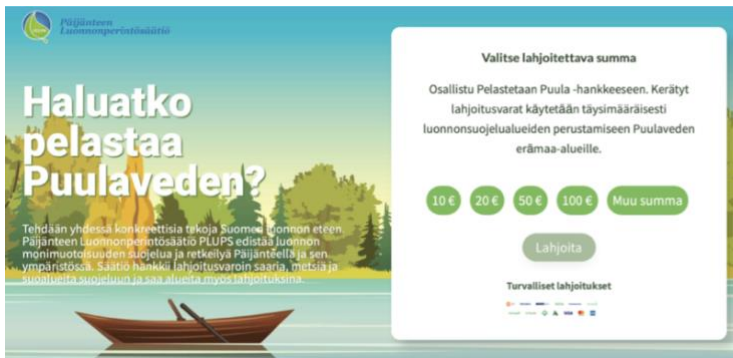 Päijänteen
Luonnonperintösäätiö
Haluatko
pelastaa
Puulaveden?
Tehdään yhdessä konkreettisia tekoja Suomen luonnon eteen.
Päijänteen Luonnonperintösäätiö PLUPS edistää luonnon
monimuotoisuuden suojelua ja retkeilyä Päijänteellä ja sen
ympäristössä. Säätiö hankkii lahjoitusvaroin saaria, metsiä ja
suoalueita suojeluun ja saa alueita myös lahjoituksina.
Valitse lahjoitettava summa
Osallistu Pelastetaan Puula -hankkeeseen. Kerätyt
lahjoitusvarat käytetään täysimääräisesti
luonnonsuojelualueiden perustamiseen Puulaveden
erämaa-alueille.
10 € 20 € 50 € 100 € Muu summa
Lahjoita
Turvalliset lahjoitukset
VISA